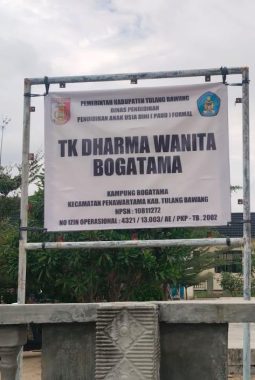 PEMERINTAH KABUPATEN TULANG BAWANG
DINAS PENDIDIKAN
PENDIDIKAN ANAK USIA DINI ( PAUD ) FORMAL
TK DHARMA WANITA
BOGATAMA
KAMPUNG BOGATAMA
KECAMATAN PENAWARTAMA KAB. TULANG BAWANG
NPSN : 10811272
NO IZIN OPERASIONAL : 4321 / 13.003/ AE / PKP - TB . 2002